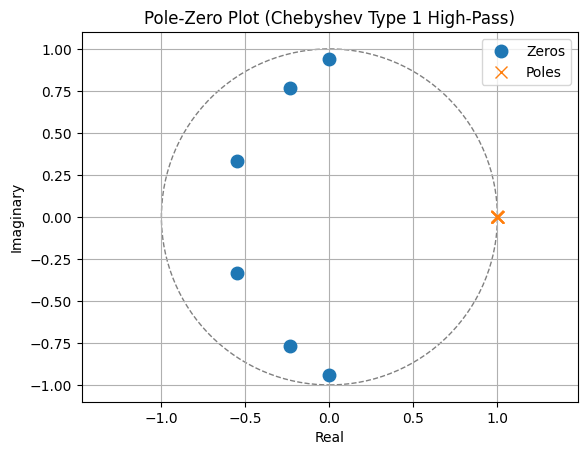 Pole-Zero Plot (Chebyshev Type 1 High-Pass)
Zeros
Poles
1.00
0.75
0.50
0.25
0.00
−0.25
−0.50
−0.75
−1.00
Imaginary
−1.0
−0.5
0.0
0.5
1.0
Real